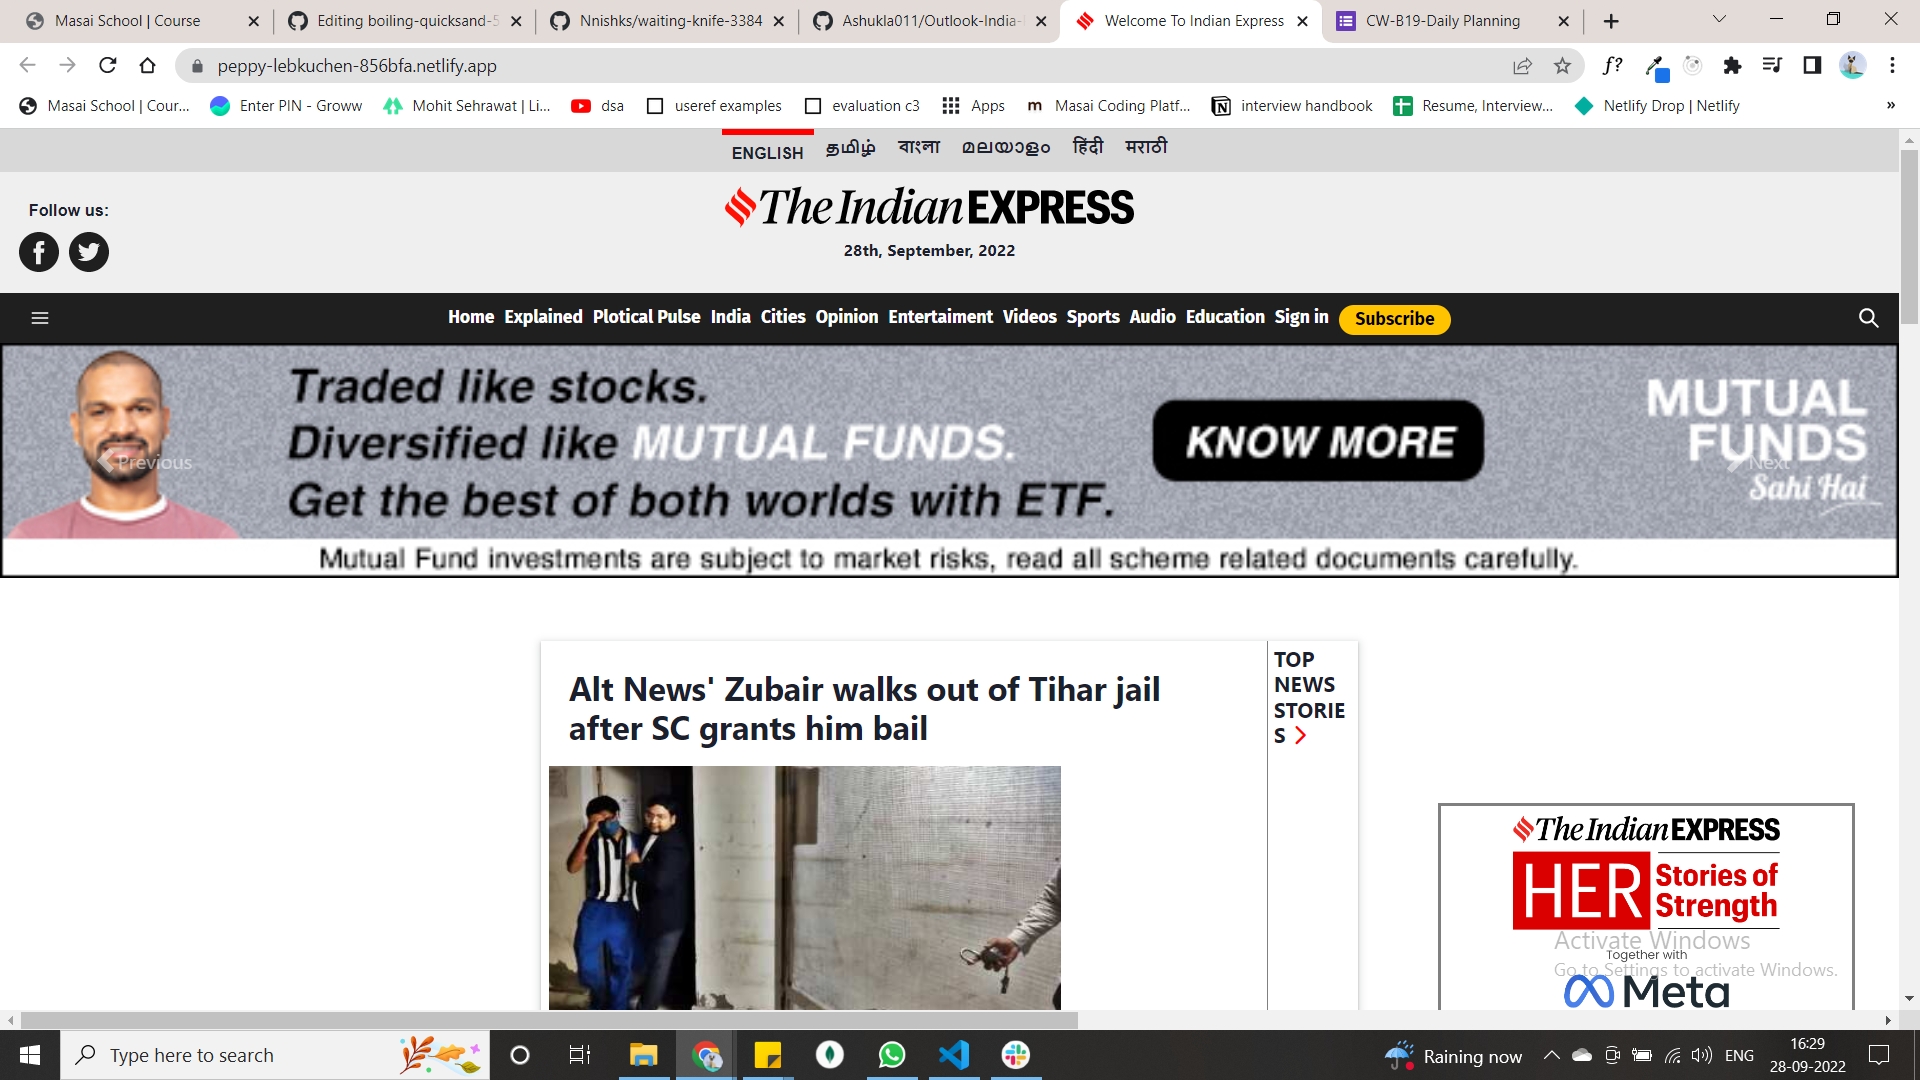 Masai School | Course
Editing boiling-quicksand-5
Nnishks/waiting-knife-3384
Ashukla011/Outlook-India-
Welcome To Indian Express
CW-B19-Daily Planning
peppy-lebkuchen-856bfa.netlify.app
f?
Masai School | Cour...
Enter PIN - Groww
Mohit Sehrawat | Li...
dsa
useref examples
evaluation c3
Apps
m
Masai Coding Platf...
interview handbook
Resume, Interview...
Netlify Drop | Netlify
»
ENGLISH
தமிழ்
বাংলা
മലയാളം
हिंदी
मराठी
Follow us:
The Indian EXPRESS
28th, September, 2022
Home
Explained
Plotical Pulse
India
Cities
Opinion
Entertaiment
Videos
Sports
Audio
Education
Sign in
Subscribe
Traded like stocks.
Diversified like MUTUAL FUNDS.
Get the best of both worlds with ETF.
KNOW MORE
MUTUAL
FUNDS
Sahi Hai
Previous
Next
Mutual Fund investments are subject to market risks, read all scheme related documents carefully.
Alt News' Zubair walks out of Tihar jail
after SC grants him bail
TOP
NEWS
STORIE
S
The Indian EXPRESS
HER
Stories of
Strength
Together with
Meta
Activate Windows
Go to Settings to activate Windows.
Type here to search
Raining now
ENG
16:29
28-09-2022